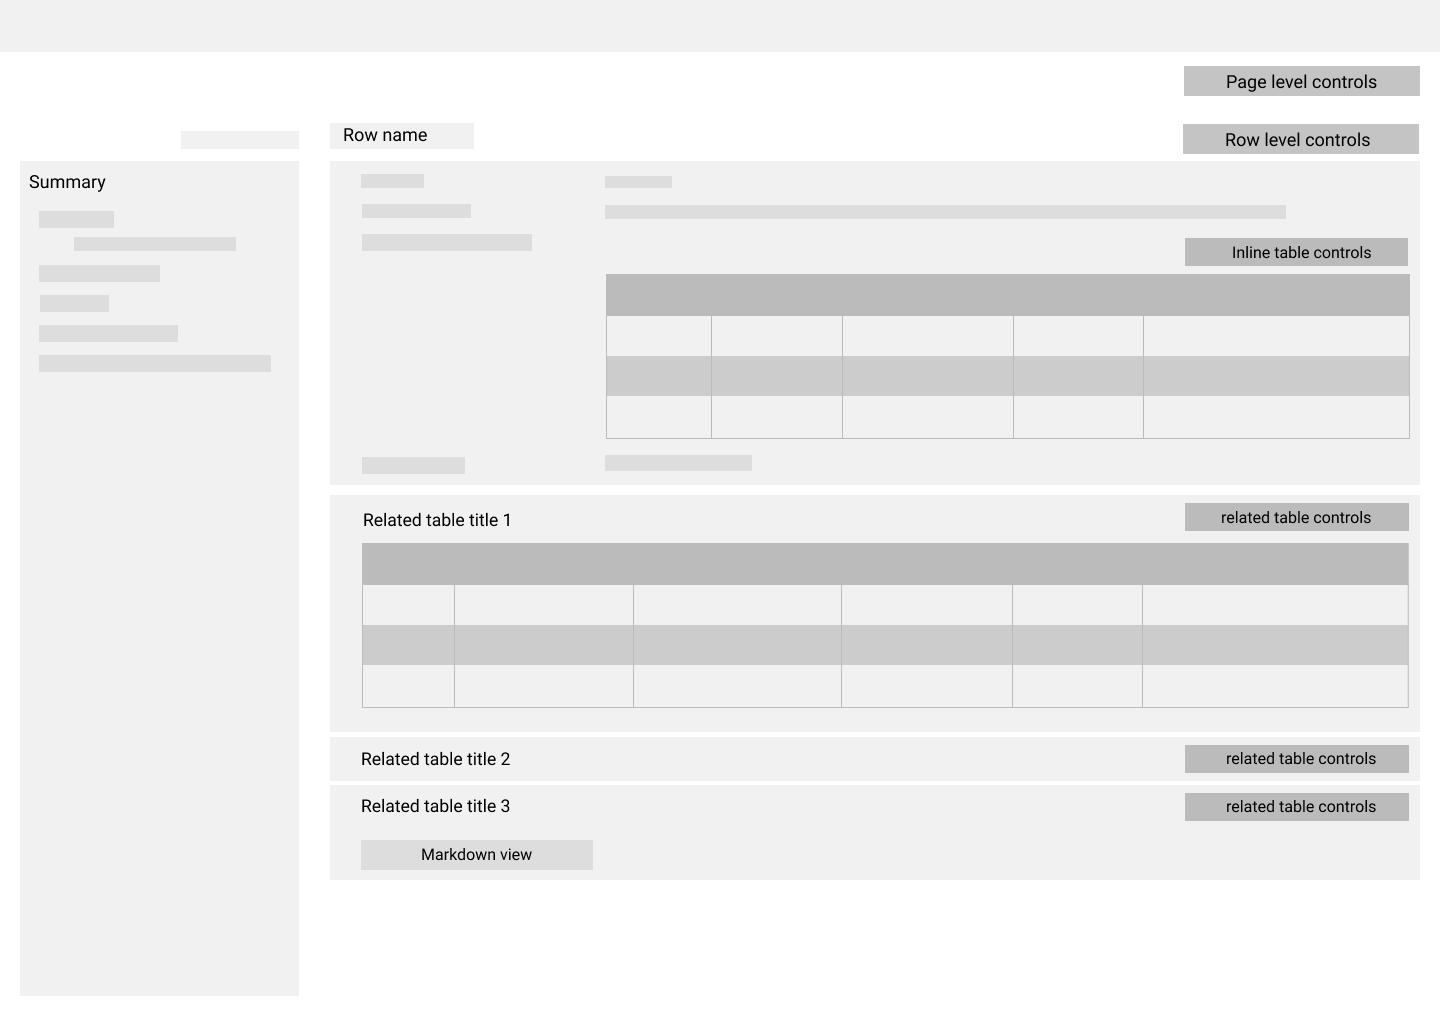 Page level controls
Row name
Row level controls
Summary
Inline table controls
Related table title 1
related table controls
Related table title 2
related table controls
Related table title 3
related table controls
Markdown view